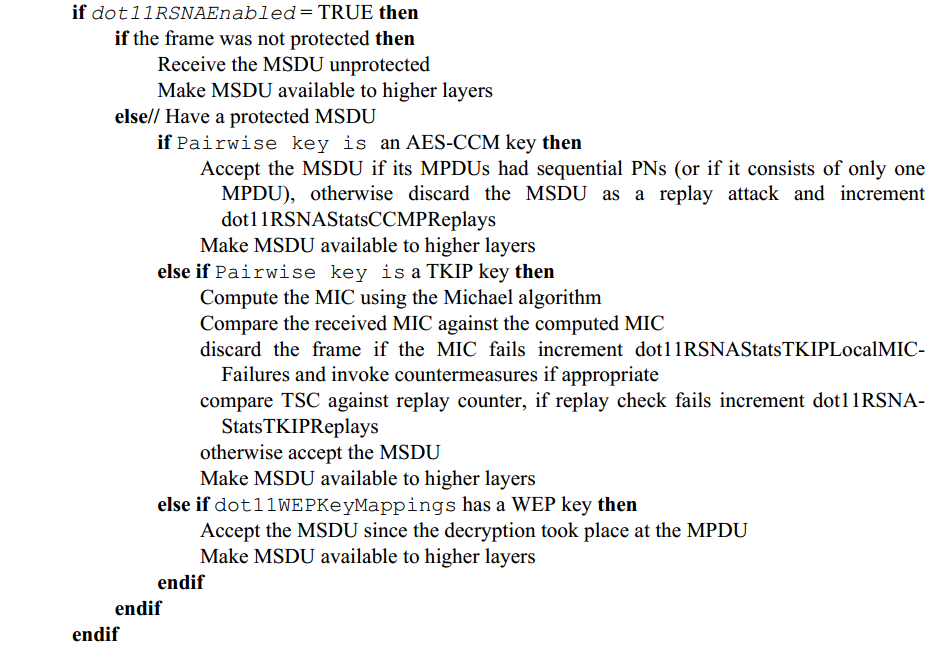 if dot11RSNAEnabled = TRUE then
if the frame was not protected then
Receive the MSDU unprotected
Make MSDU available to higher layers
else// Have a protected MSDU
if Pairwise key is an AES-CCM key then
Accept the MSDU if its MPDUs had sequential PNs (or if it consists of only one
MPDU), otherwise discard the MSDU as a replay attack and increment
dot11RSNAStatsCCMPReplays
Make MSDU available to higher layers
else if Pairwise key is a TKIP key then
Compute the MIC using the Michael algorithm
Compare the received MIC against the computed MIC
discard the frame if the MIC fails increment dot11RSNAStatsTKIPLocalMIC-
Failures and invoke countermeasures if appropriate
compare TSC against replay counter, if replay check fails increment dot11RSNA-
StatsTKIPReplays
otherwise accept the MSDU
Make MSDU available to higher layers
else if dot11WEPKeyMappings has a WEP key then
Accept the MSDU since the decryption took place at the MPDU
Make MSDU available to higher layers
endif
endif
endif